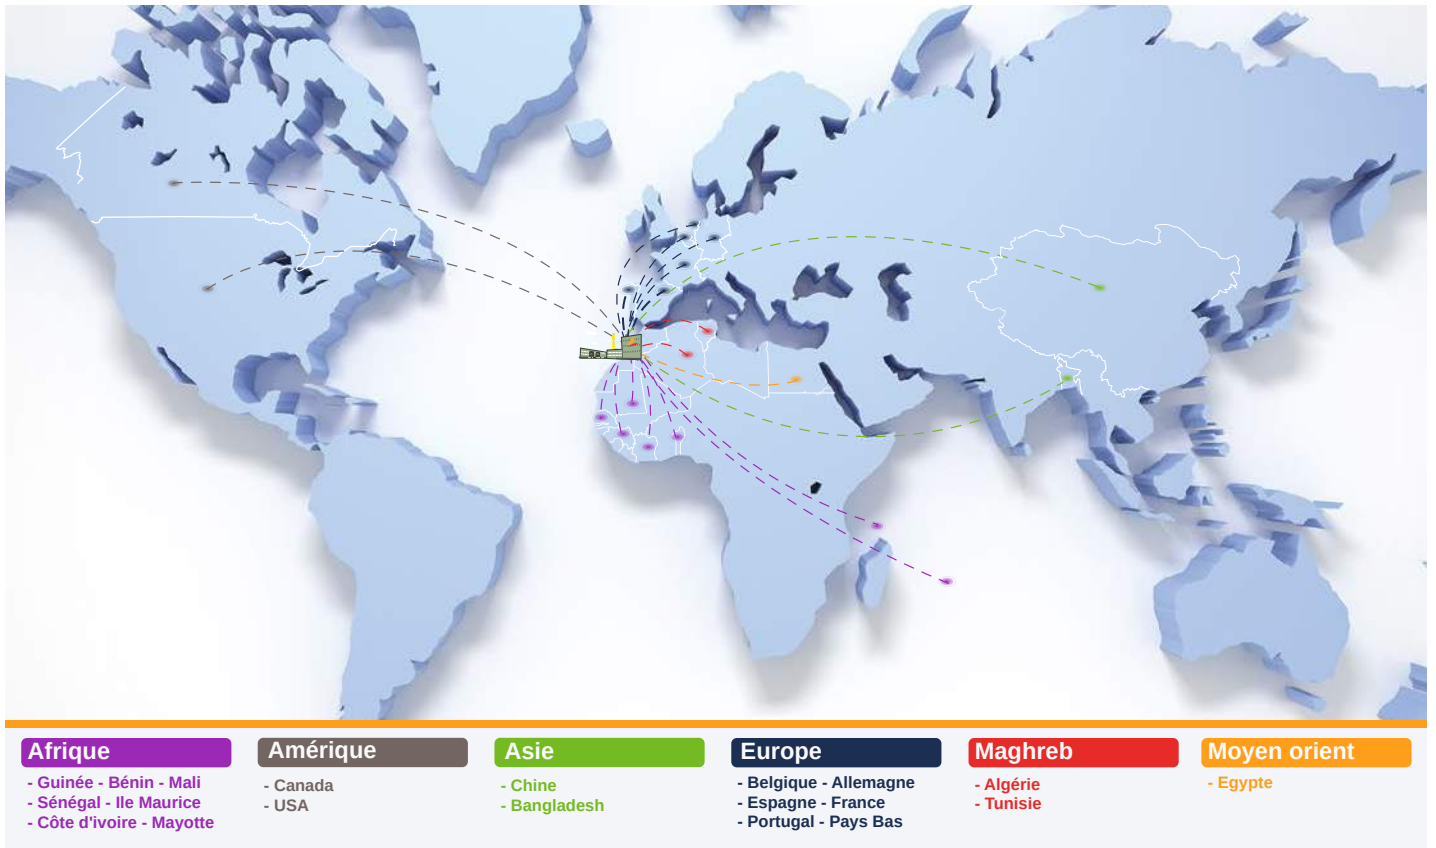 Afrique
- Guinée - Bénin - Mali
- Sénégal - Ile Maurice
- Côte d'ivoire - Mayotte
Amérique
- Canada
- USA
Asie
- Chine
- Bangladesh
Europe
- Belgique - Allemagne
- Espagne - France
- Portugal - Pays Bas
Maghreb
- Algérie
- Tunisie
Moyen orient
- Egypte